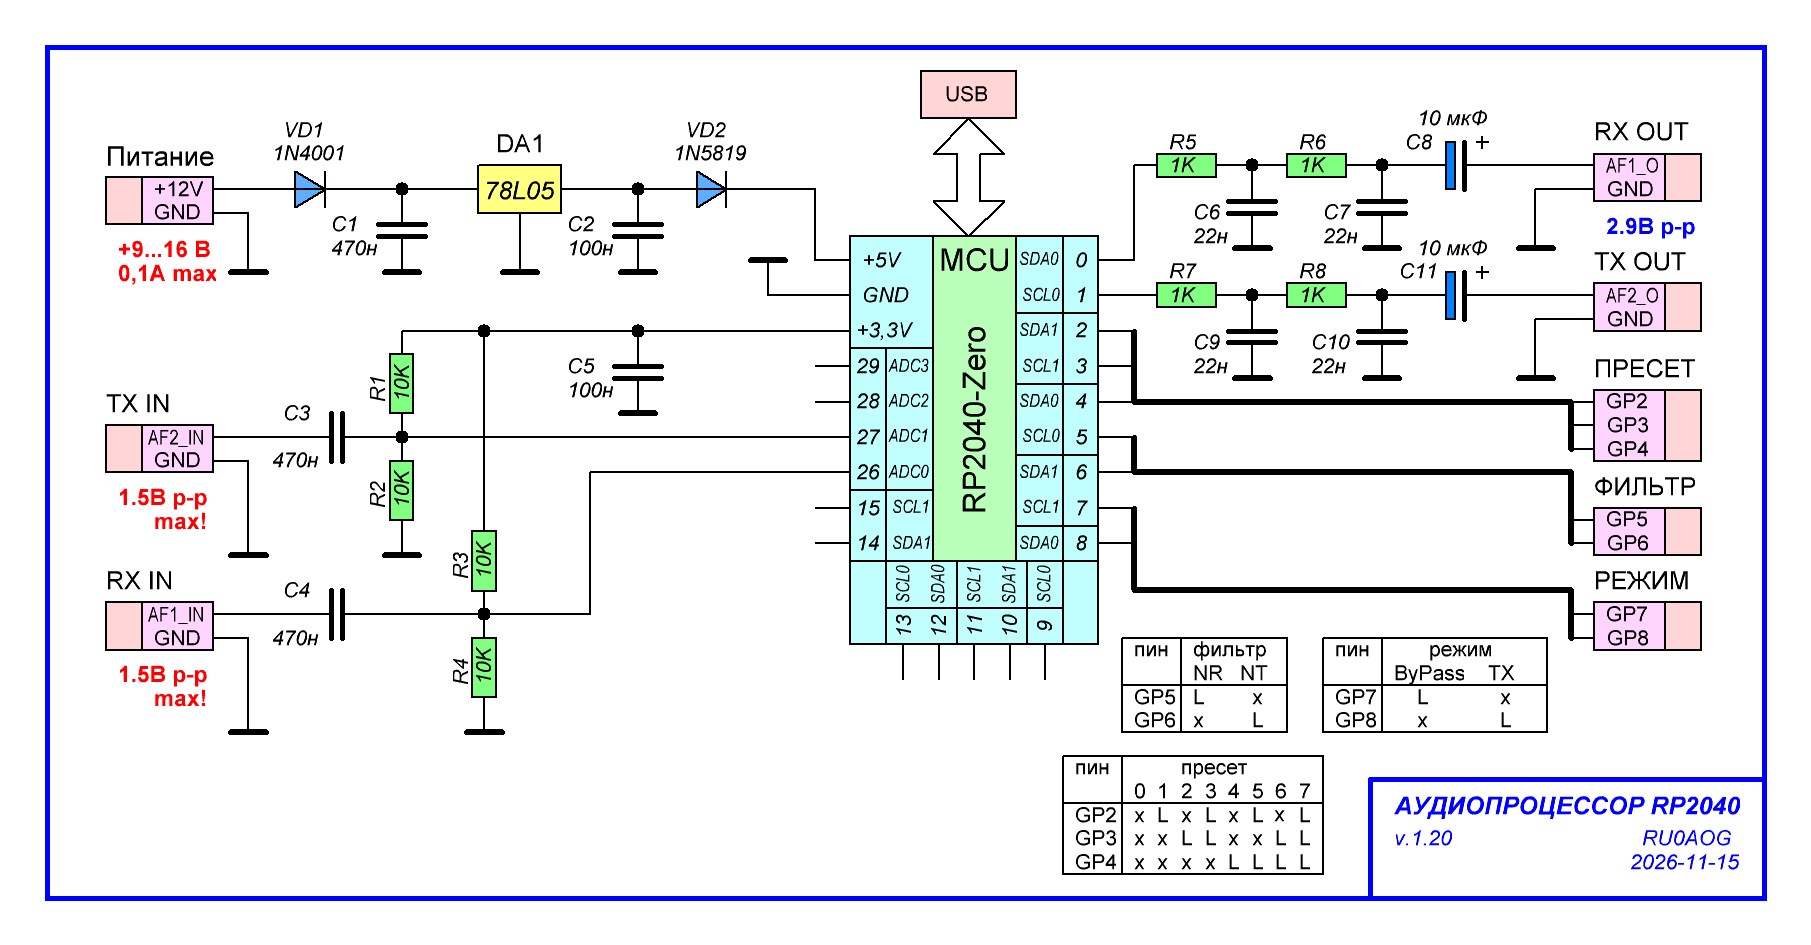 USB
Питание
+12V
GND
+9...16 В
0,1А max
VD1
1N4001
C1
470н
DA1
78L05
C2
100н
VD2
1N5819
+5V
GND
+3,3V
MCU
RP2040-Zero
29 ADC3
28 ADC2
27 ADC1
26 ADC0
15 SCL1
14 SDA1
SDA0 0
SCL0 1
SDA1 2
SCL1 3
SDA0 4
SCL0 5
SDA1 6
SCL1 7
SDA0 8
SCL0 SDA0 SCL1 SDA1 SCL0
13 12 11 10 9
C5
100н
R1
10K
R2
10K
R3
10K
R4
10K
TX IN
AF2_IN
GND
1.5В p-p
max!
C3
470н
RX IN
AF1_IN
GND
1.5В p-p
max!
C4
470н
R5
1K
R6
1K
C6
22н
C7
22н
10 мкФ
C8 +
RX OUT
AF1_O
GND
2.9В p-p
R7
1K
R8
1K
C9
22н
C10
22н
10 мкФ
C11 +
TX OUT
AF2_O
GND
ПРЕСЕТ
GP2
GP3
GP4
ФИЛЬТР
GP5
GP6
РЕЖИМ
GP7
GP8
пин фильтр
NR NT
GP5 L x
GP6 x L
пин режим
ByPass TX
GP7 L x
GP8 x L
пин пресет
0 1 2 3 4 5 6 7
GP2 x L x L x L x L
GP3 x x L L x x L L
GP4 x x x x L L L L
АУДИОПРОЦЕССОР RP2040
v.1.20 RU0AOG
2026-11-15